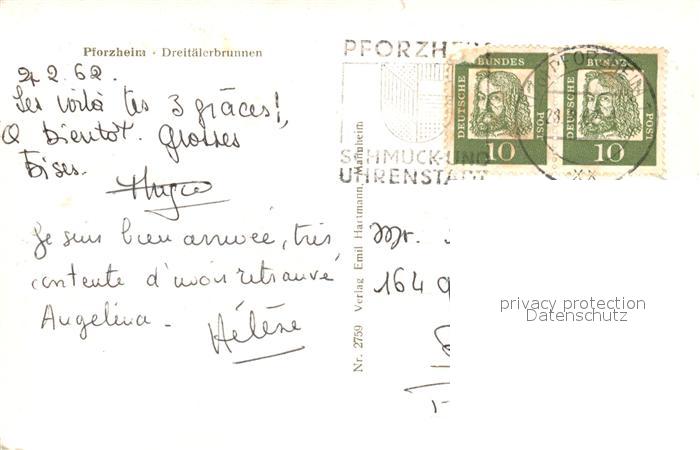 Pforzheim · Dreitälerbrunnen
2.62.
Les voilà tes 3 grâces!,
A bientôt. Grosses
Bises.
Hugo
Je suis bien arrivée, très
contente d'avoir retrouvé
Angelina.
Hélène
Nr. 2759 Verlag Emil Hartmann, Mannheim
PFORZHEIM
SCHMUCK-UND
UHRENSTADT
DEUTSCHE BUNDES POST
10
DEUTSCHE BUNDES POST
10
Mr.
164
privacy protection
Datenschutz